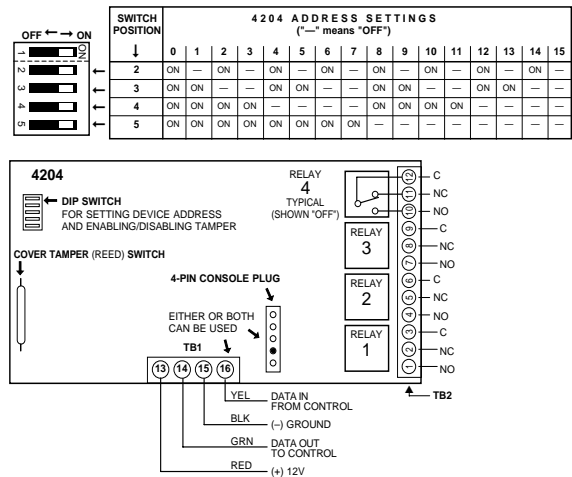 OFF ← → ON
ON
1
2
3
4
5
SWITCH POSITION ↓
4204 ADDRESS SETTINGS
("—" means "OFF")
0 1 2 3 4 5 6 7 8 9 10 11 12 13 14 15
2 ON — ON — ON — ON — ON — ON — ON — ON —
3 ON ON — — ON ON — — ON ON — — ON ON — —
4 ON ON ON ON — — — — ON ON ON ON — — — —
5 ON ON ON ON ON ON ON ON — — — — — — — —
4204
DIP SWITCH
FOR SETTING DEVICE ADDRESS
AND ENABLING/DISABLING TAMPER
COVER TAMPER (REED) SWITCH
4-PIN CONSOLE PLUG
EITHER OR BOTH
CAN BE USED
TB1
13 14 15 16
RELAY
4
TYPICAL
(SHOWN "OFF")
RELAY
3
RELAY
2
RELAY
1
12 C
11 NC
10 NO
9 C
8 NC
7 NO
6 C
5 NC
4 NO
3 C
2 NC
1 NO
TB2
YEL DATA IN
FROM CONTROL
BLK (–) GROUND
GRN DATA OUT
TO CONTROL
RED (+) 12V